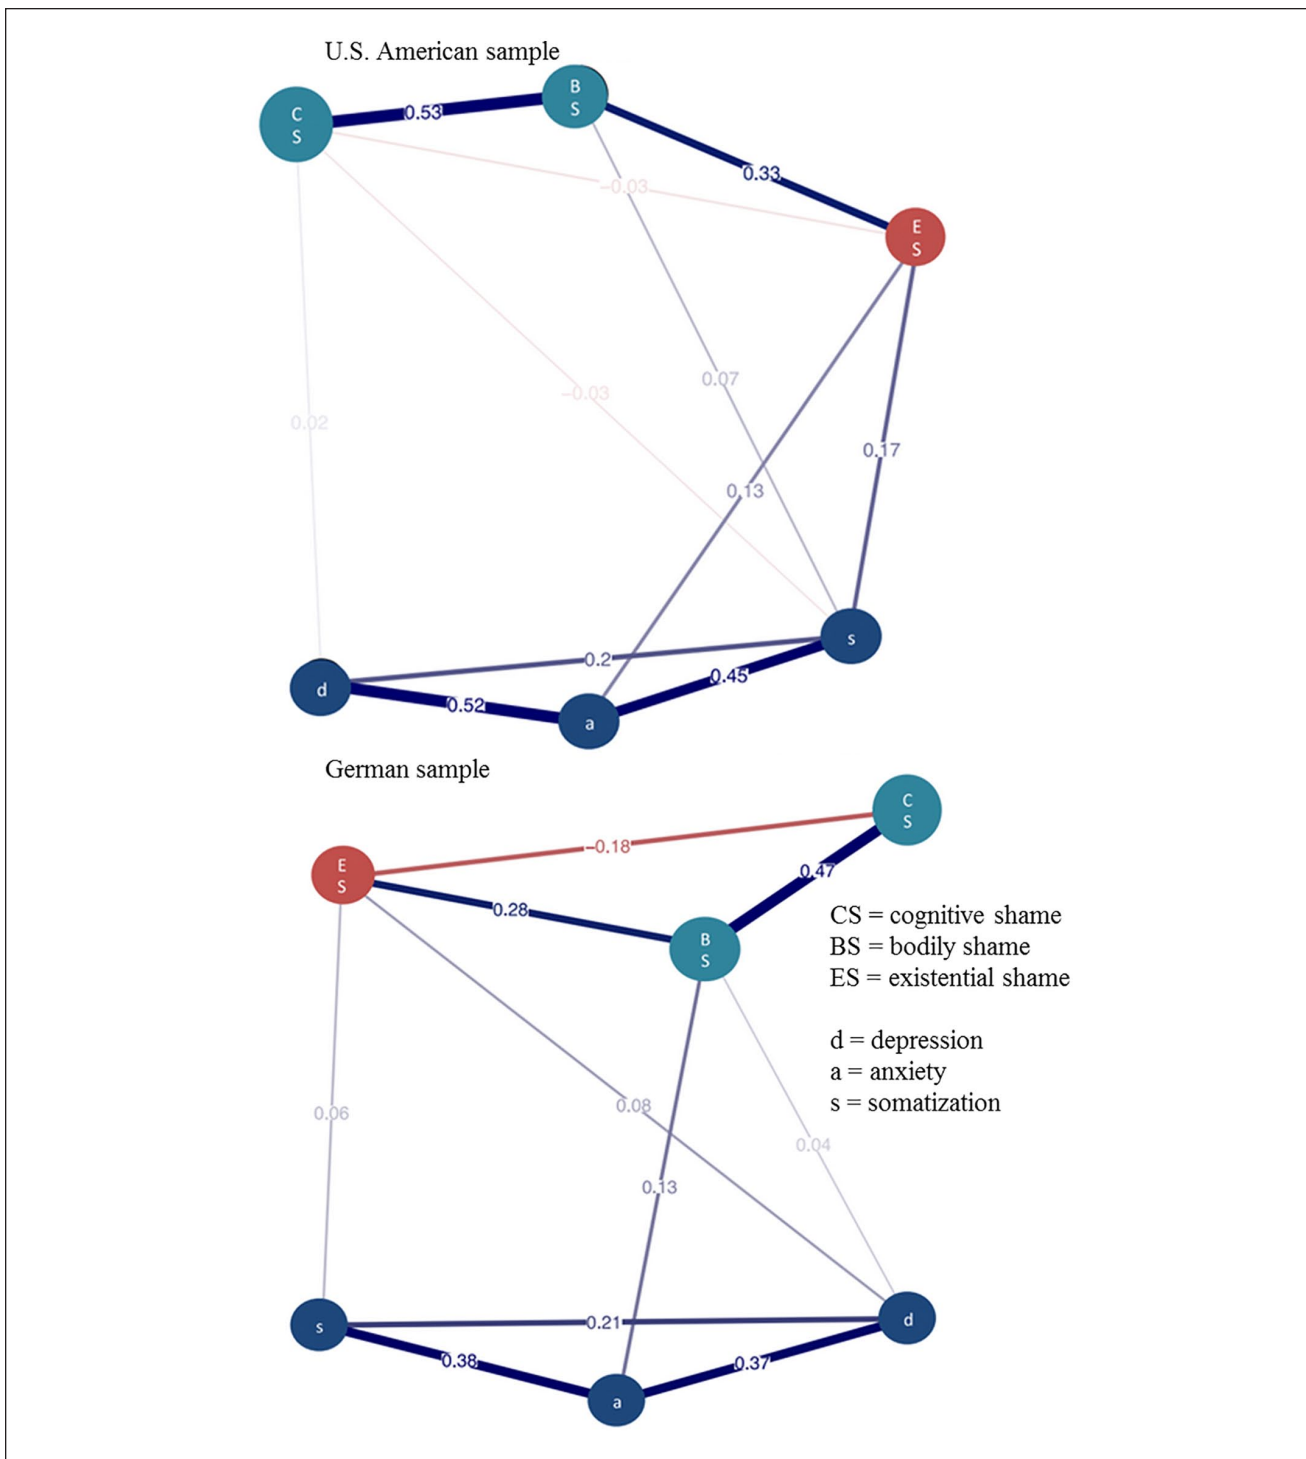 U.S. American sample
C
S
B
S
0.53
0.33
−0.03
E
S
0.07
−0.03
0.02
0.17
0.13
s
0.2
0.45
d
0.52
a
German sample
C
S
−0.18
E
S
0.47
0.28
B
S
CS = cognitive shame
BS = bodily shame
ES = existential shame
d = depression
a = anxiety
s = somatization
0.06
0.08
0.04
0.13
s
0.21
d
0.38
0.37
a